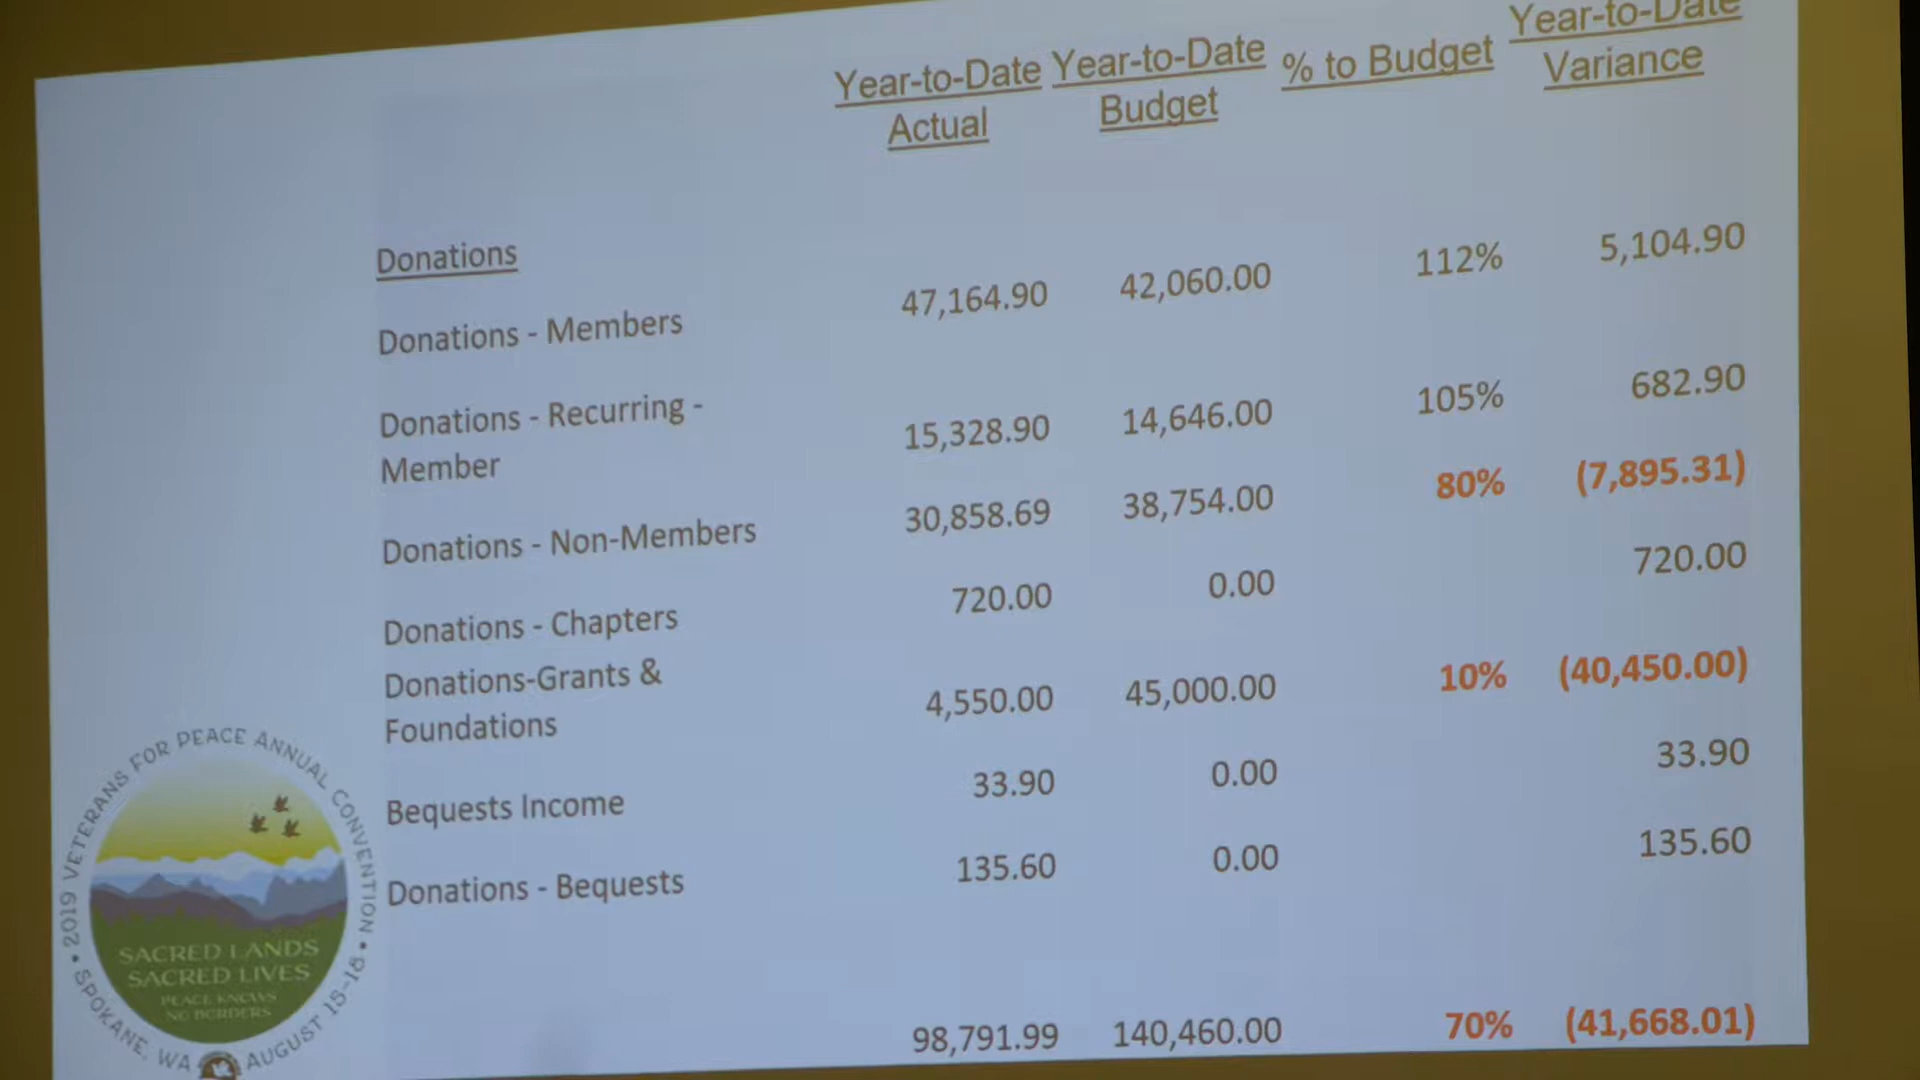 Year-to-Date Actual Year-to-Date Budget % to Budget Year-to-Date Variance
Donations
Donations - Members 47,164.90 42,060.00 112% 5,104.90
Donations - Recurring -
Member 15,328.90 14,646.00 105% 682.90
Donations - Non-Members 30,858.69 38,754.00 80% (7,895.31)
Donations - Chapters 720.00 0.00 720.00
Donations-Grants &
Foundations 4,550.00 45,000.00 10% (40,450.00)
Bequests Income 33.90 0.00 33.90
Donations - Bequests 135.60 0.00 135.60
98,791.99 140,460.00 70% (41,668.01)
• 2019 VETERANS FOR PEACE ANNUAL CONVENTION •
SACRED LANDS
SACRED LIVES
PEACE KNOWS
NO BORDERS
SPOKANE, WA AUGUST 15-18